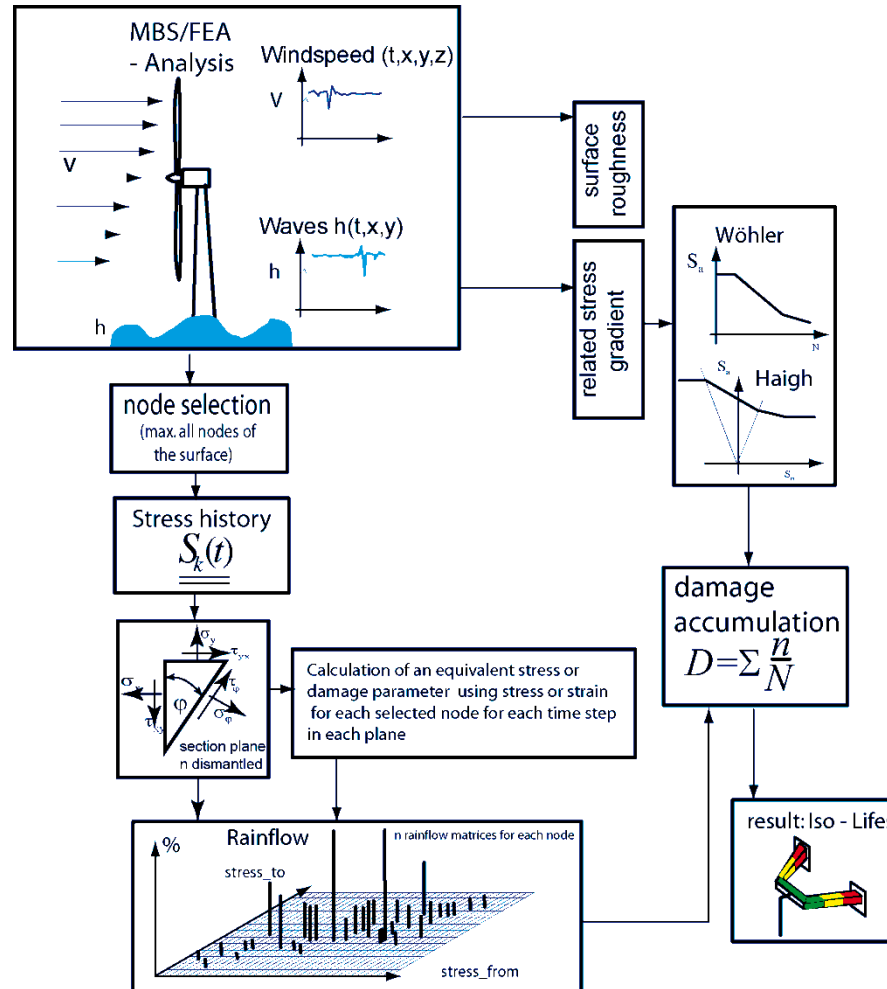 MBS/FEA
- Analysis
Windspeed (t,x,y,z)
V
V
Waves h(t,x,y)
h
h
surface
roughness
related stress
gradient
Wöhler
Sa
N
Sa
Haigh
node selection
(max. all nodes of
the surface)
Stress history
Sk(t)
σy
τyx
σx
φ
τφ
σφ
section plane
n dismantled
Calculation of an equivalent stress or
damage parameter using stress or strain
for each selected node for each time step
in each plane
damage
accumulation
D=Σ n/N
Rainflow
n rainflow matrices for each node
%
stress_to
stress_from
result: Iso - Lifes